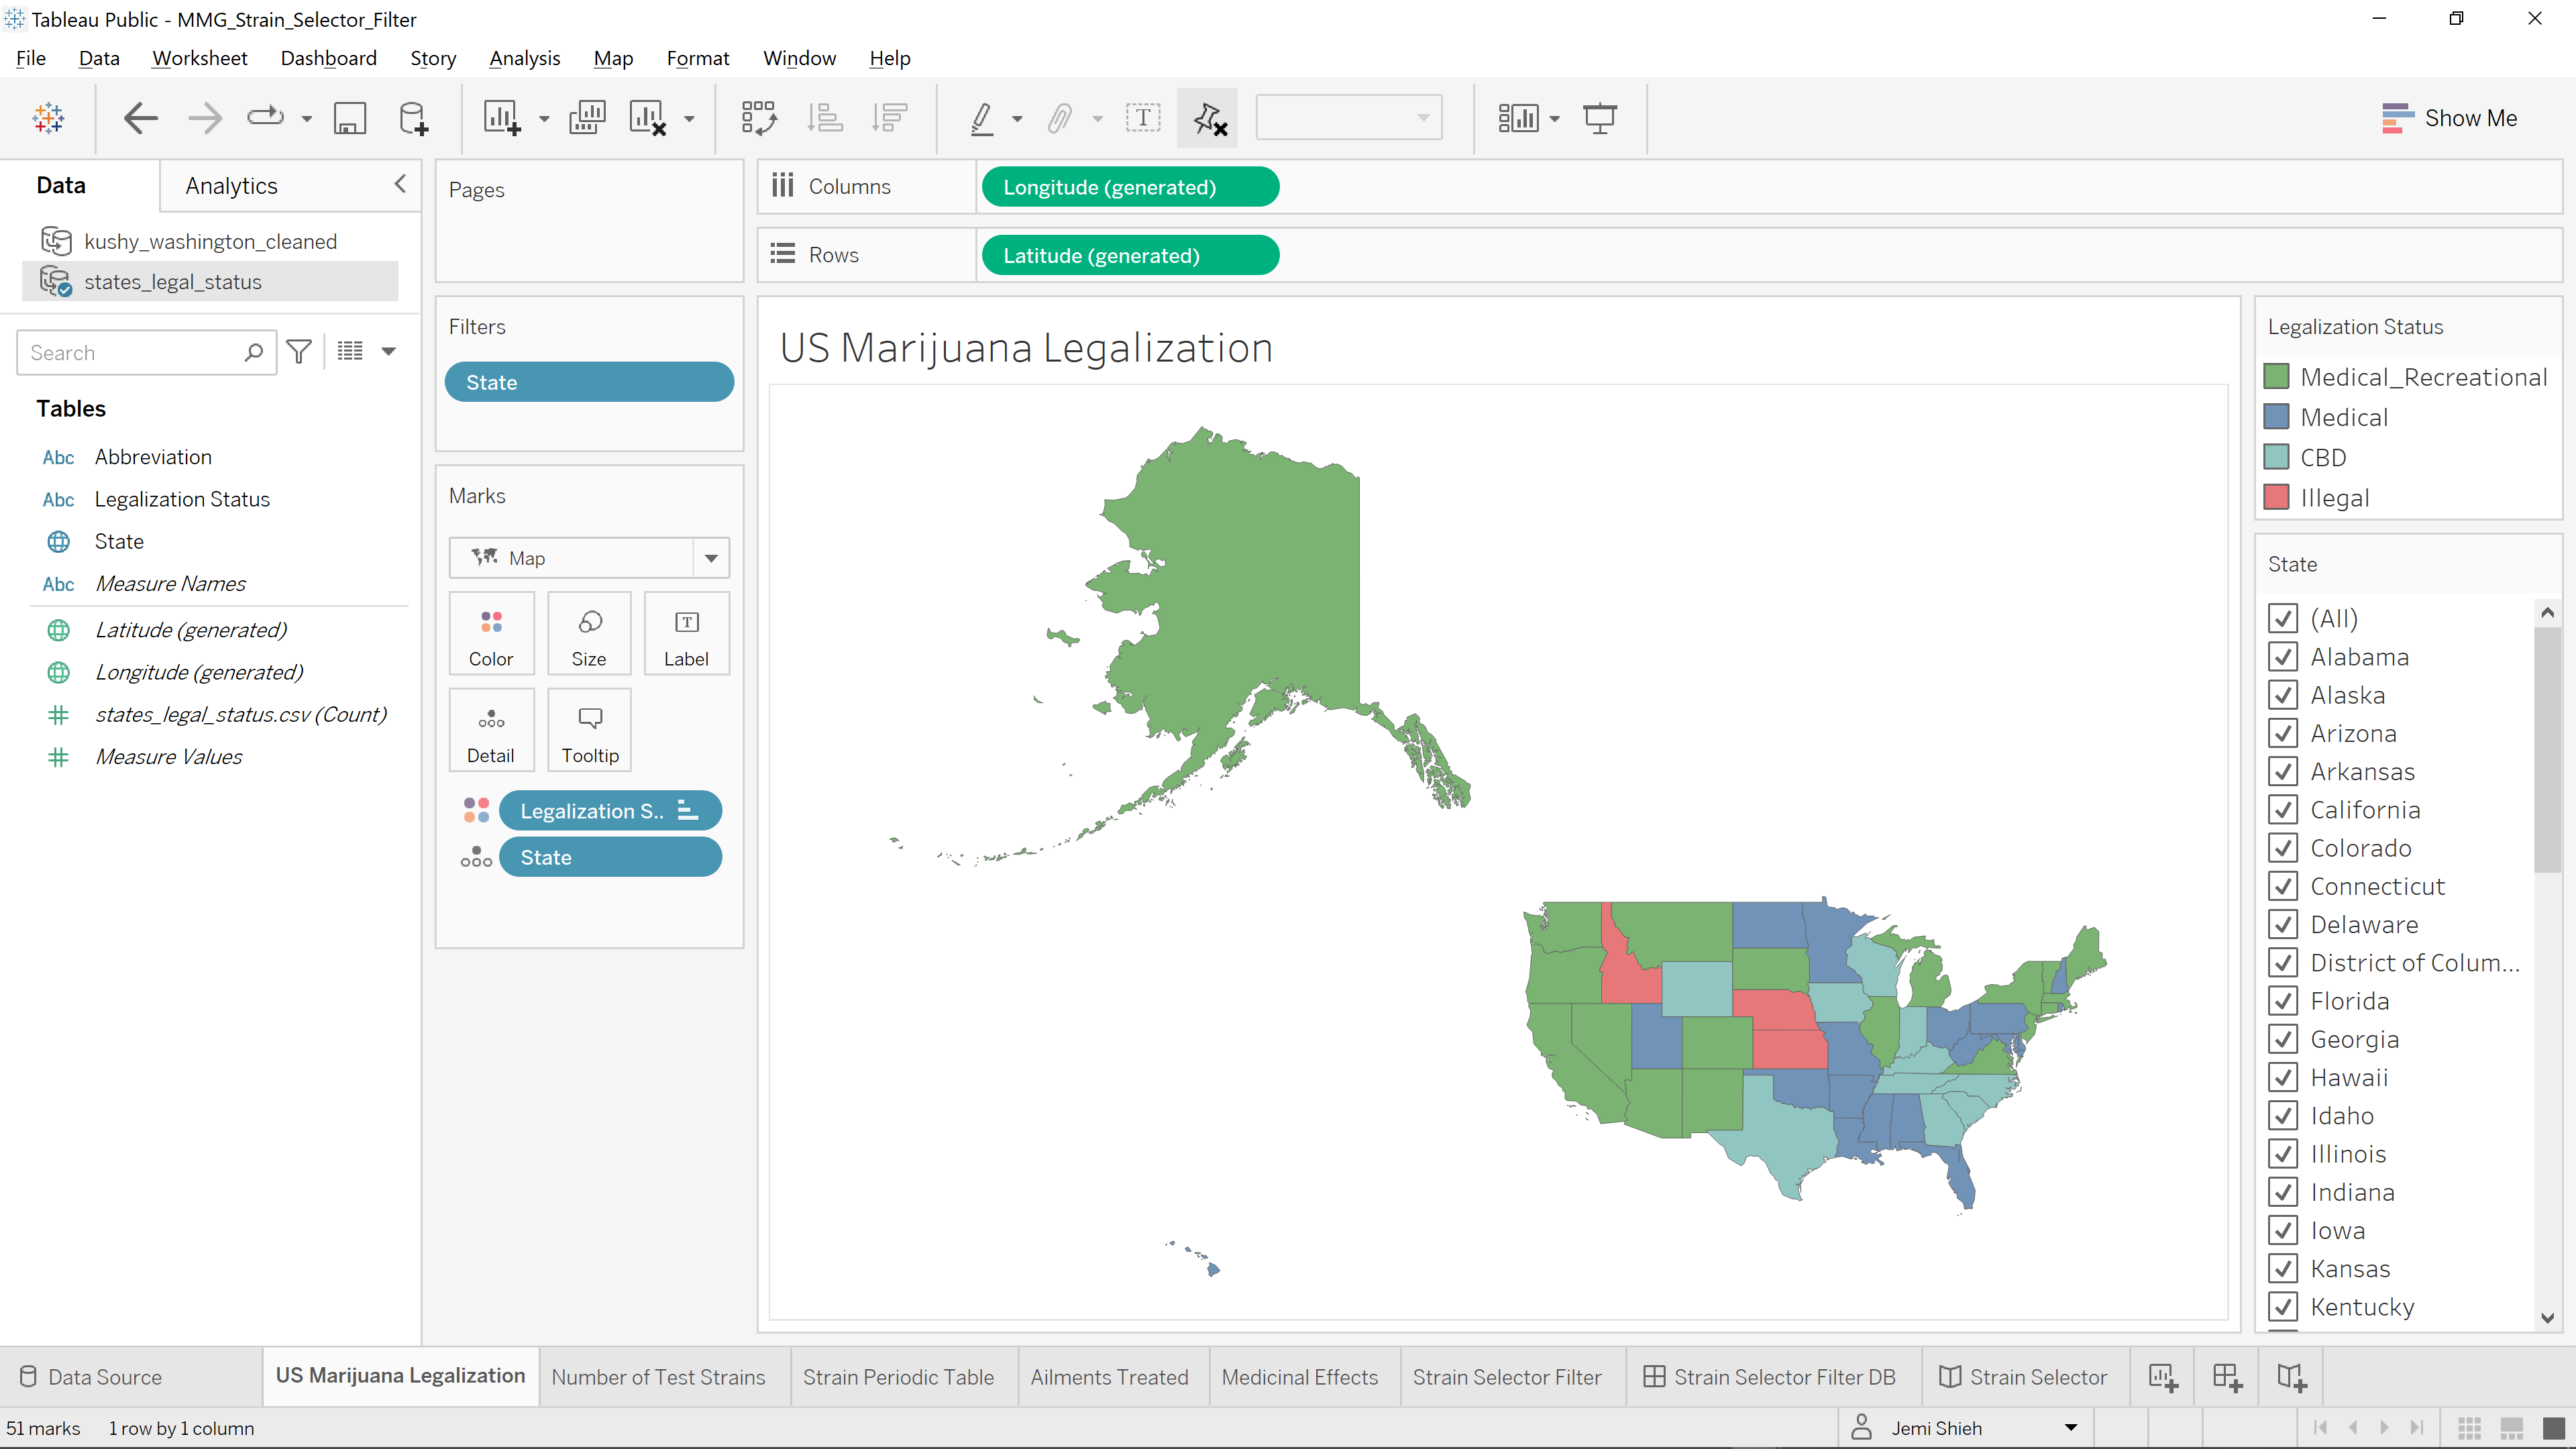 Tableau Public - MMG_Strain_Selector_Filter
File Data Worksheet Dashboard Story Analysis Map Format Window Help
Show Me
Data Analytics
kushy_washington_cleaned
states_legal_status
Search
Tables
Abc Abbreviation
Abc Legalization Status
State
Abc Measure Names
Latitude (generated)
Longitude (generated)
states_legal_status.csv (Count)
Measure Values
Pages
Filters
State
Marks
Map
Color Size Label
Detail Tooltip
Legalization S..
State
Columns Longitude (generated)
Rows Latitude (generated)
US Marijuana Legalization
Legalization Status
Medical_Recreational
Medical
CBD
Illegal
State
(All)
Alabama
Alaska
Arizona
Arkansas
California
Colorado
Connecticut
Delaware
District of Colum...
Florida
Georgia
Hawaii
Idaho
Illinois
Indiana
Iowa
Kansas
Kentucky
Data Source US Marijuana Legalization Number of Test Strains Strain Periodic Table Ailments Treated Medicinal Effects Strain Selector Filter Strain Selector Filter DB Strain Selector
51 marks 1 row by 1 column Jemi Shieh